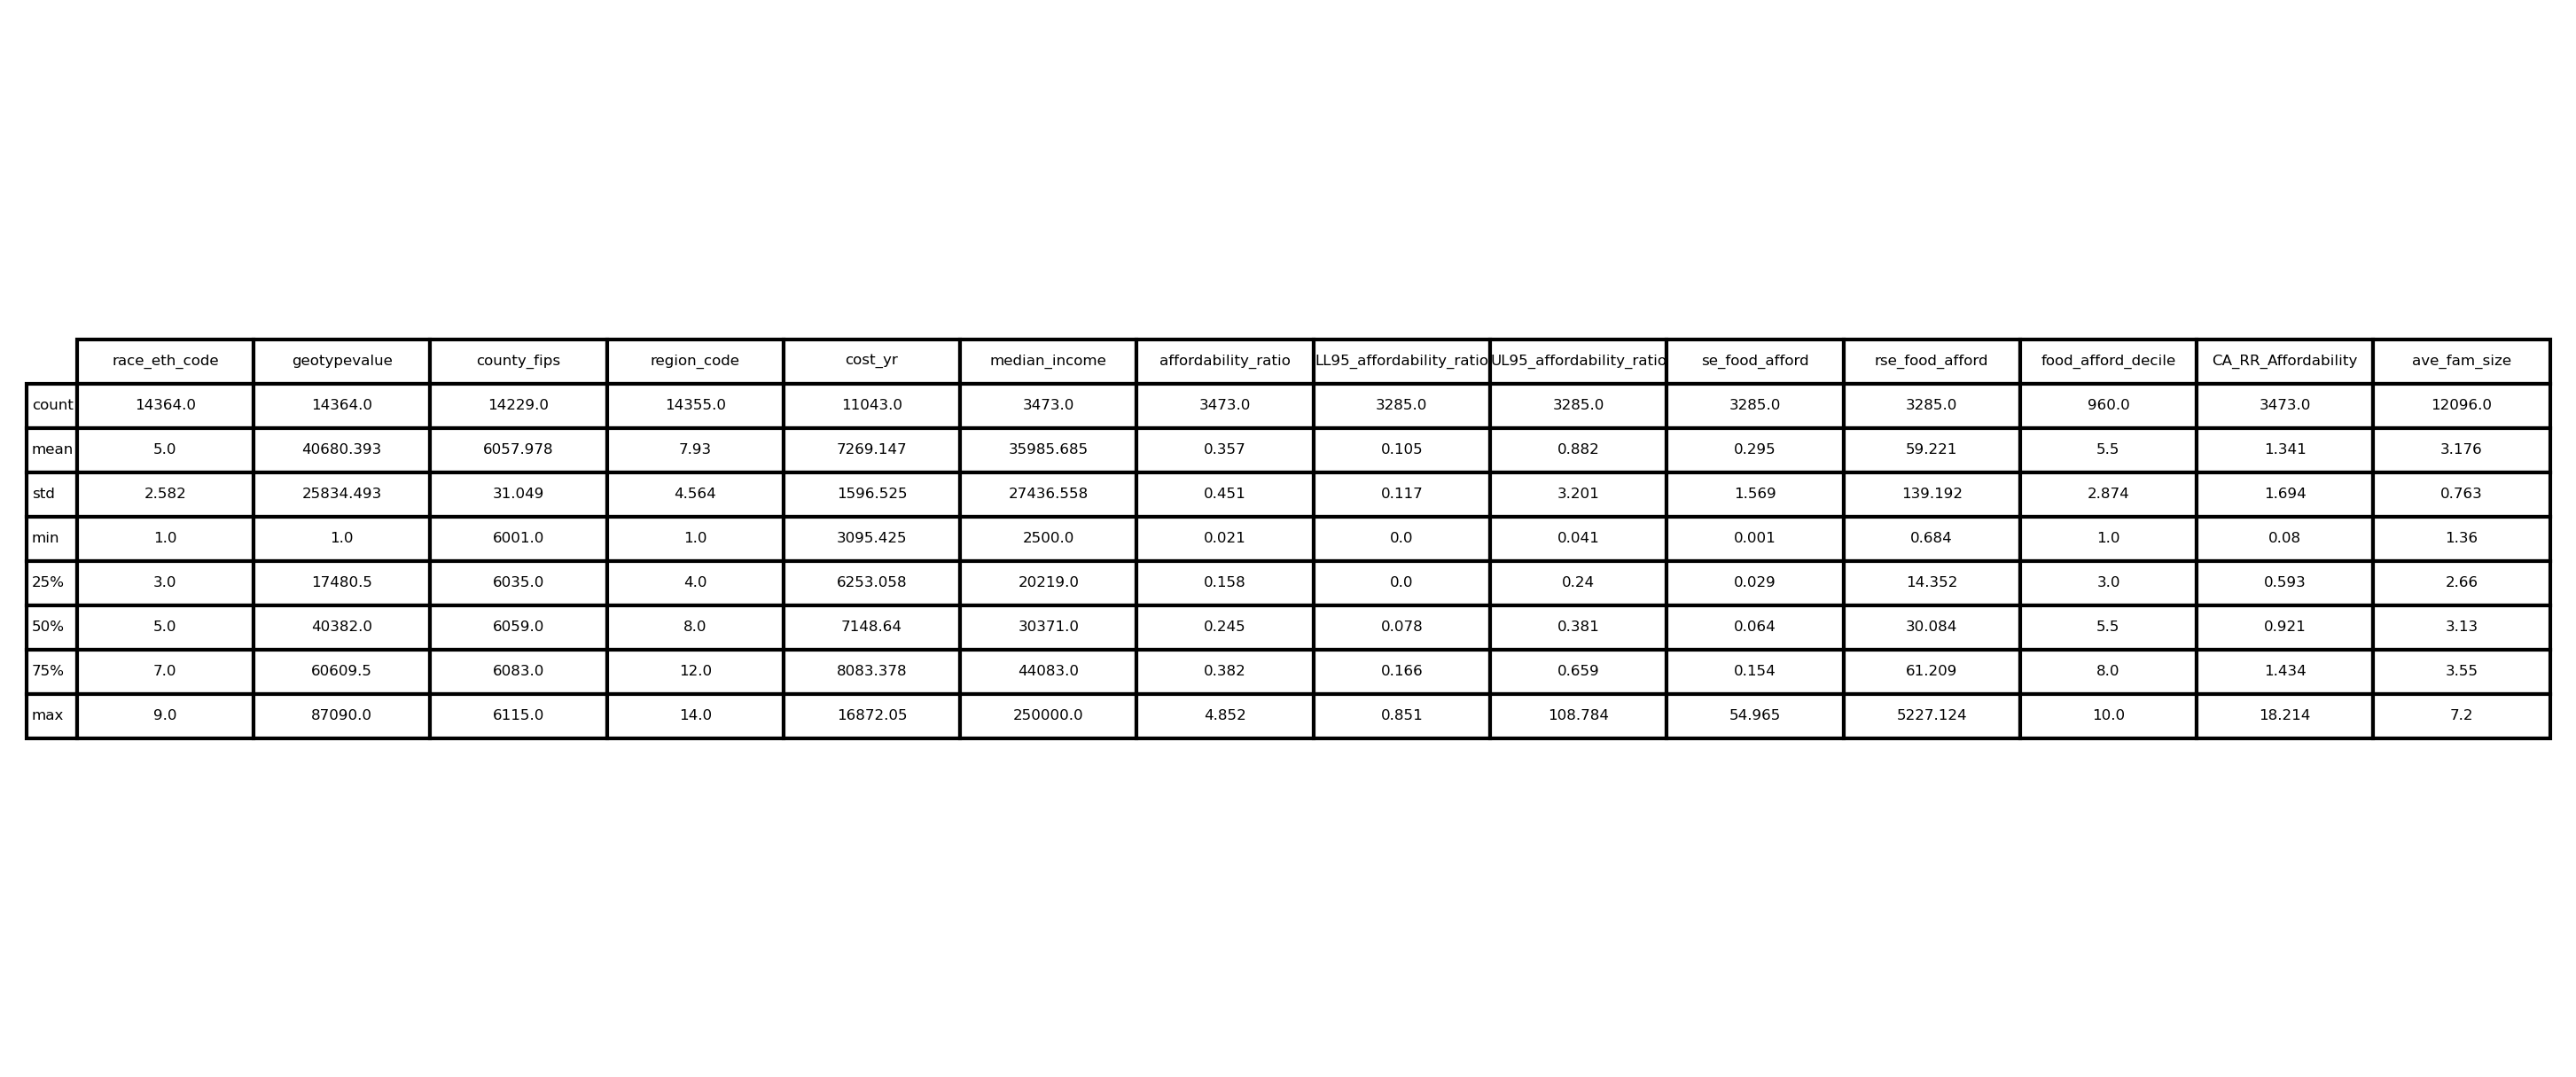 race_eth_code geotypevalue county_fips region_code cost_yr median_income affordability_ratio LL95_affordability_ratio UL95_affordability_ratio se_food_afford rse_food_afford food_afford_decile CA_RR_Affordability ave_fam_size
count 14364.0 14364.0 14229.0 14355.0 11043.0 3473.0 3473.0 3285.0 3285.0 3285.0 3285.0 960.0 3473.0 12096.0
mean 5.0 40680.393 6057.978 7.93 7269.147 35985.685 0.357 0.105 0.882 0.295 59.221 5.5 1.341 3.176
std 2.582 25834.493 31.049 4.564 1596.525 27436.558 0.451 0.117 3.201 1.569 139.192 2.874 1.694 0.763
min 1.0 1.0 6001.0 1.0 3095.425 2500.0 0.021 0.0 0.041 0.001 0.684 1.0 0.08 1.36
25% 3.0 17480.5 6035.0 4.0 6253.058 20219.0 0.158 0.0 0.24 0.029 14.352 3.0 0.593 2.66
50% 5.0 40382.0 6059.0 8.0 7148.64 30371.0 0.245 0.078 0.381 0.064 30.084 5.5 0.921 3.13
75% 7.0 60609.5 6083.0 12.0 8083.378 44083.0 0.382 0.166 0.659 0.154 61.209 8.0 1.434 3.55
max 9.0 87090.0 6115.0 14.0 16872.05 250000.0 4.852 0.851 108.784 54.965 5227.124 10.0 18.214 7.2